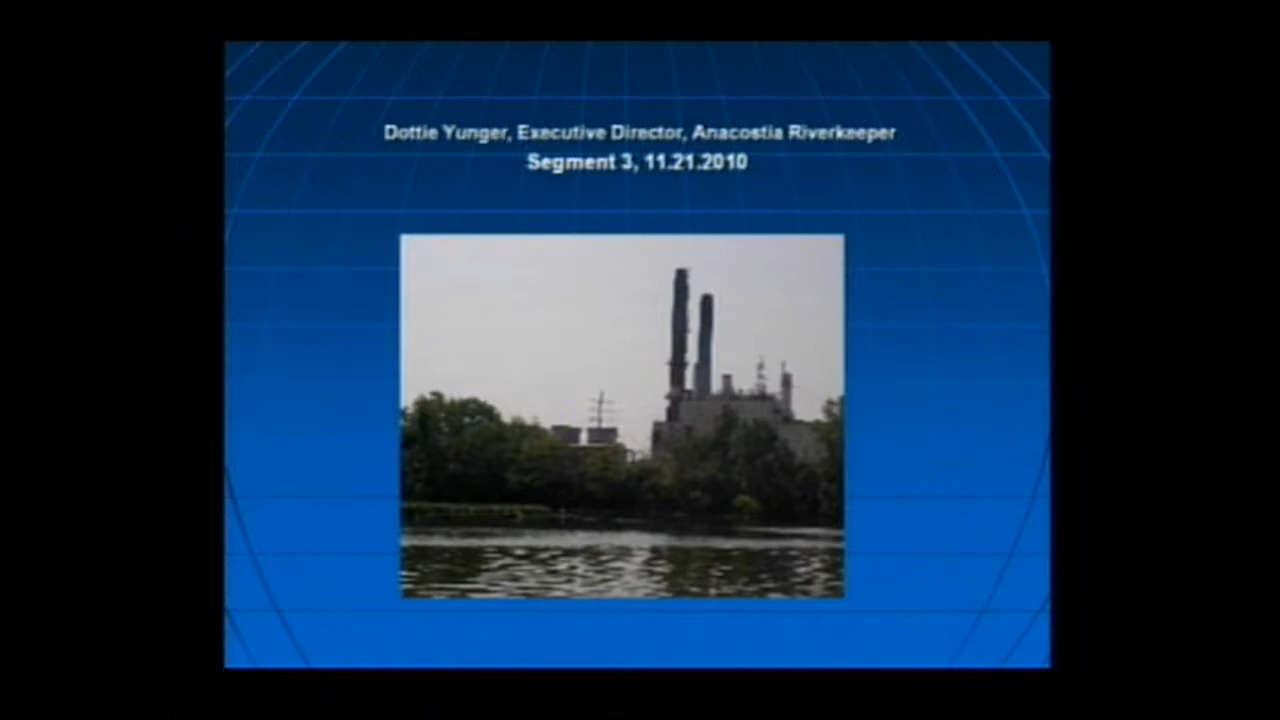 Dottie Yunger, Executive Director, Anacostia Riverkeeper
Segment 3, 11.21.2010